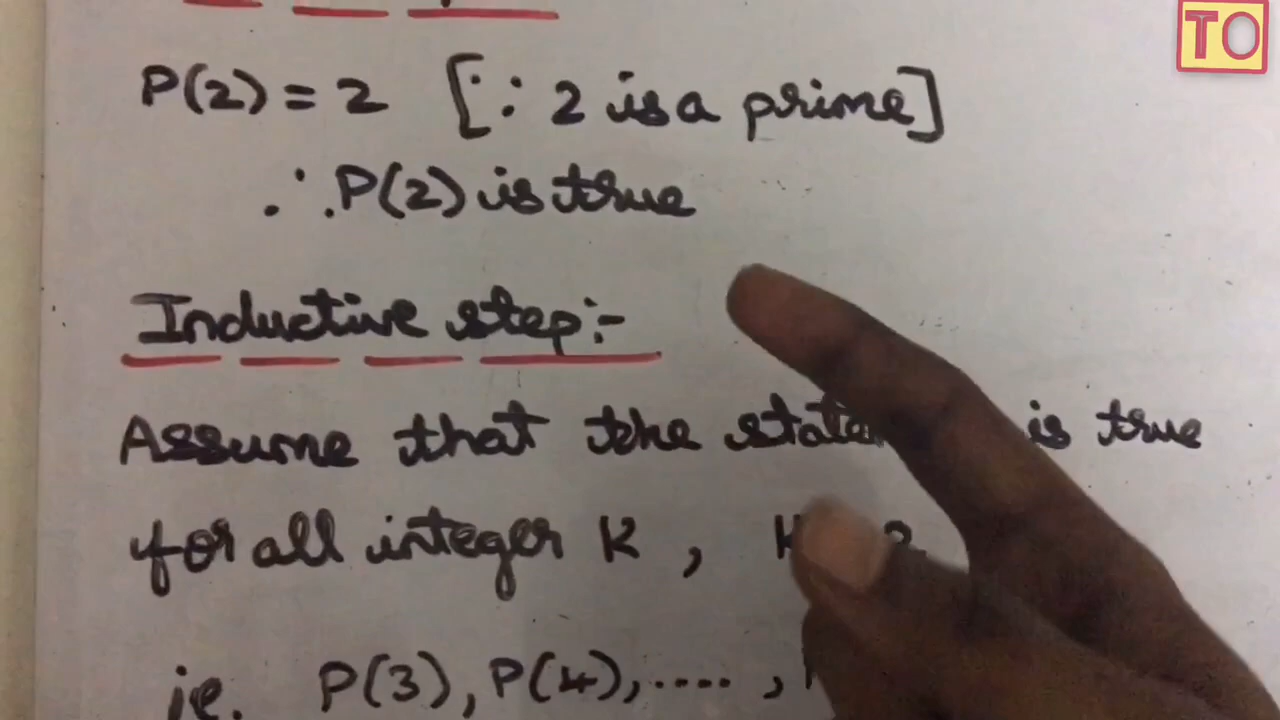 TO
P(2) = 2 [∵ 2 is a prime]
∴ P(2) is true
Inductive step:-
Assume that the is true
for all integer K ,
ie. P(3), P(4), .... ,